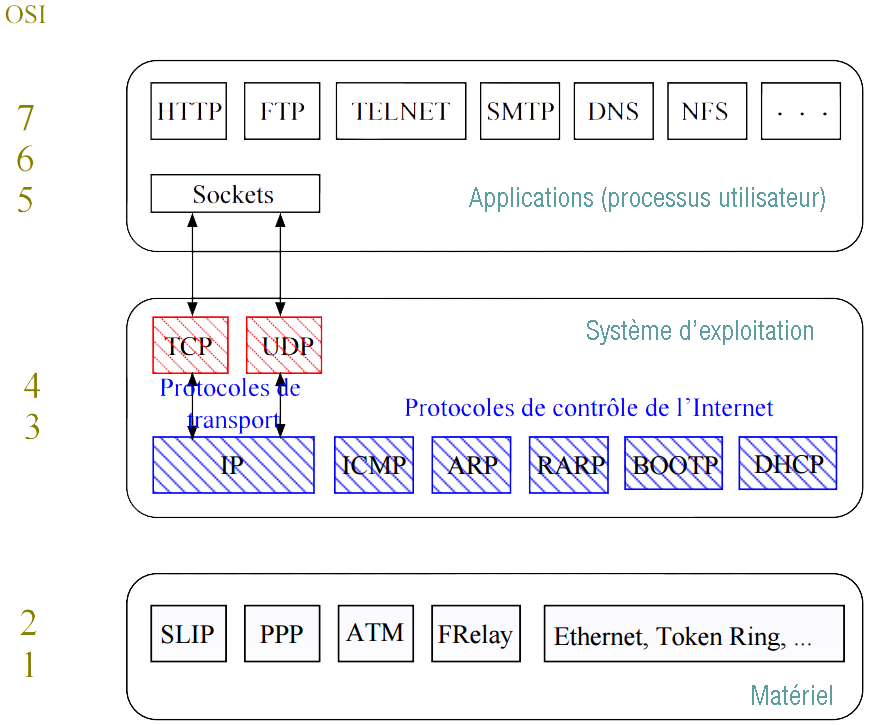 OSI
7
HTTP FTP TELNET SMTP DNS NFS . . .
6
5
Sockets
Applications (processus utilisateur)
Système d'exploitation
TCP UDP
4
Protocoles de
transport
Protocoles de contrôle de l'Internet
3
IP ICMP ARP RARP BOOTP DHCP
2
SLIP PPP ATM FRelay Ethernet, Token Ring, ...
1
Matériel